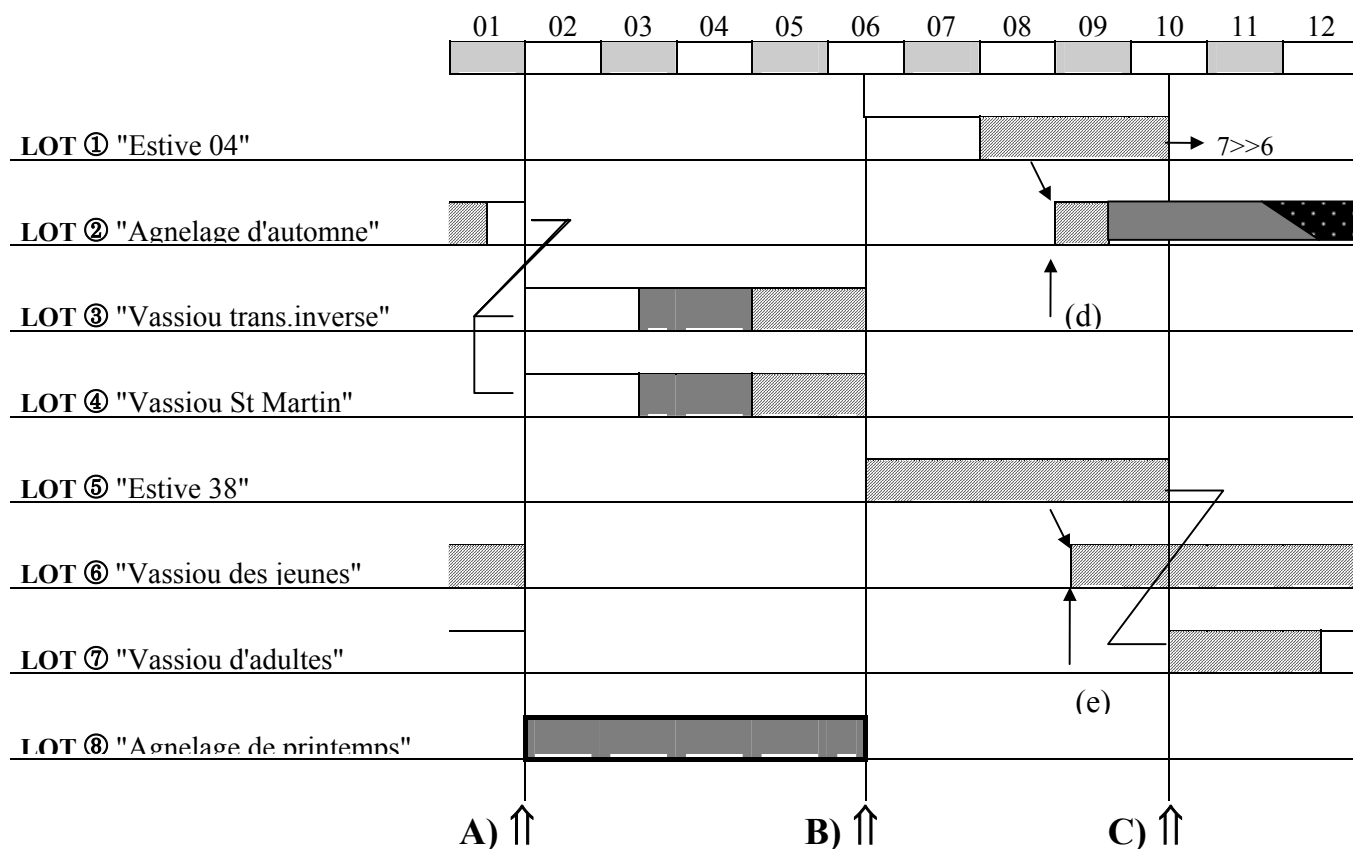 01 02 03 04 05 06 07 08 09 10 11 12
LOT ① "Estive 04"
7>>6
LOT ② "Agnelage d'automne"
LOT ③ "Vassiou trans.inverse"
(d)
LOT ④ "Vassiou St Martin"
LOT ⑤ "Estive 38"
LOT ⑥ "Vassiou des jeunes"
LOT ⑦ "Vassiou d'adultes"
(e)
LOT ⑧ "Agnelage de printemps"
A) ⇑ B) ⇑ C) ⇑